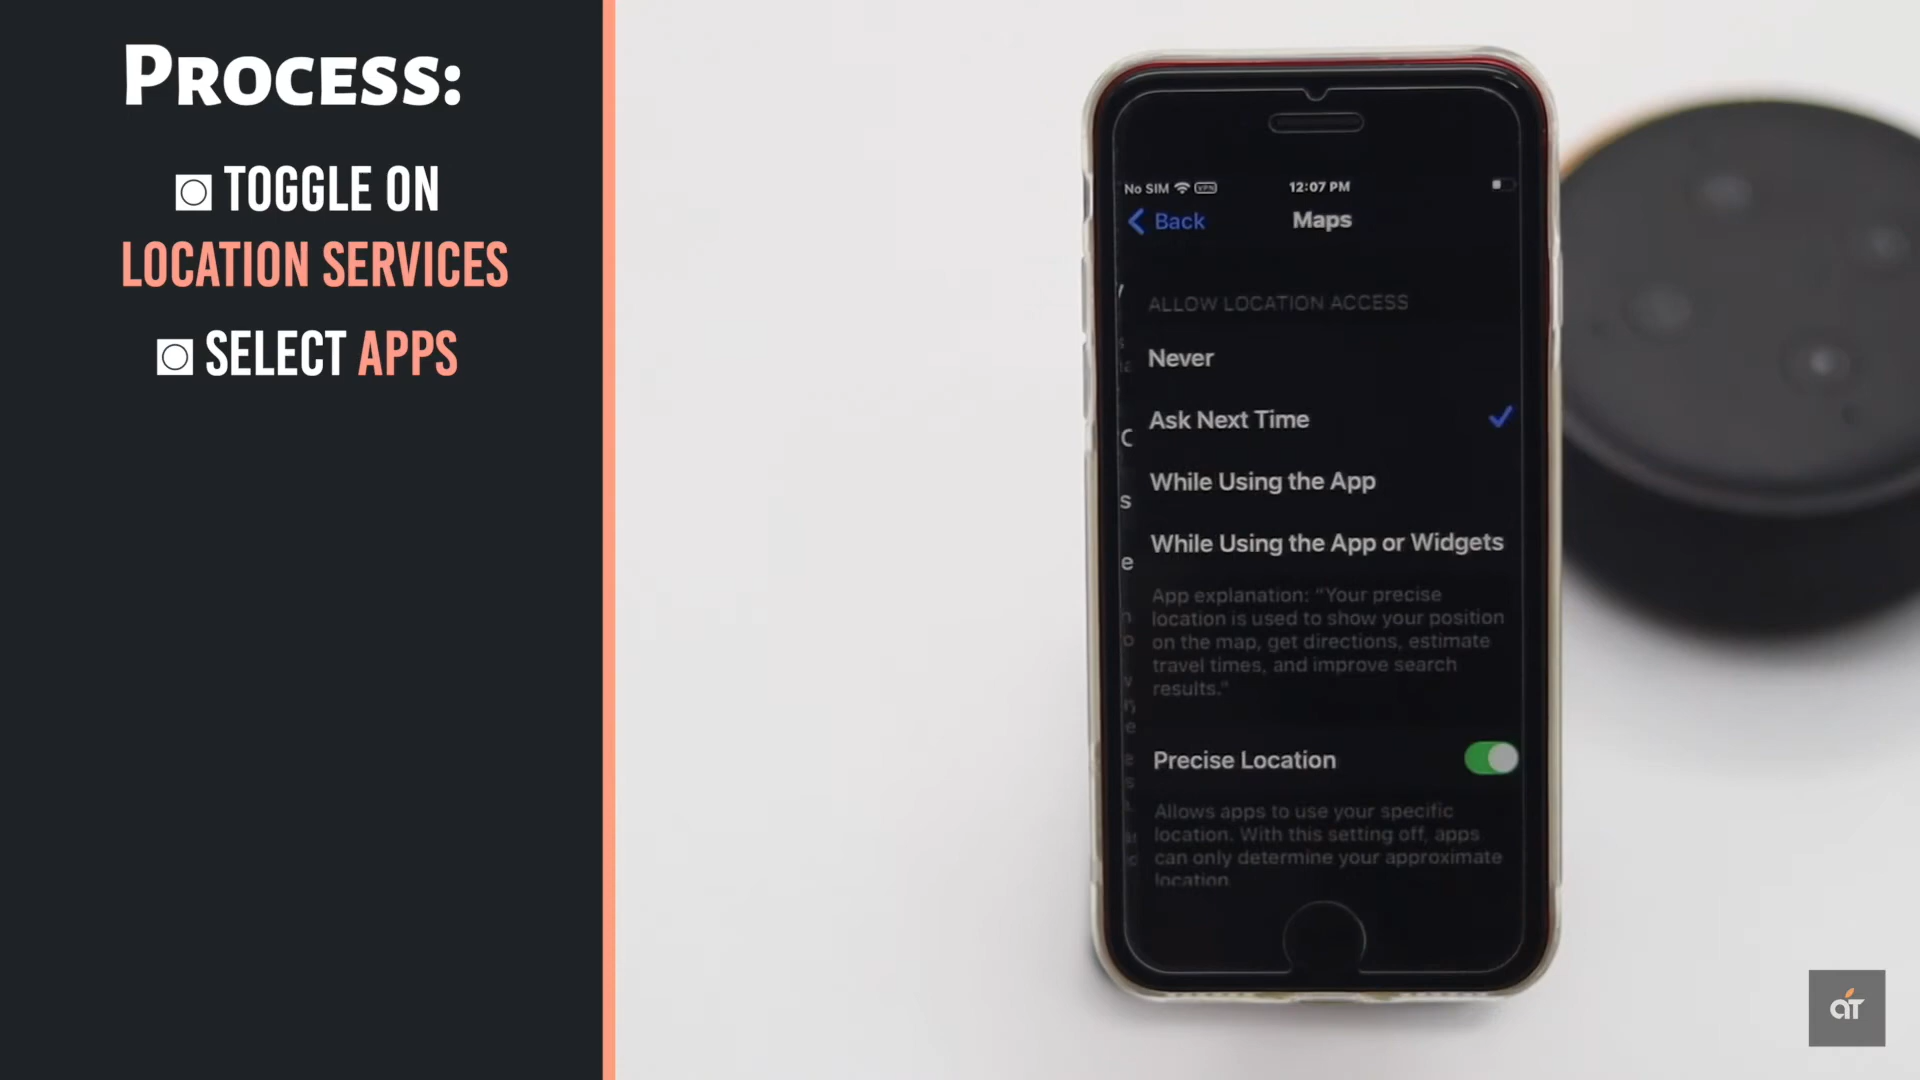 Process:
TOGGLE ON
LOCATION SERVICES
SELECT APPS
No SIM VPN 12:07 PM
Back Maps
ALLOW LOCATION ACCESS
Never
Ask Next Time
While Using the App
While Using the App or Widgets
App explanation: “Your precise
location is used to show your position
on the map, get directions, estimate
travel times, and improve search
results.”
Precise Location
Allows apps to use your specific
location. With this setting off, apps
can only determine your approximate
location
aT